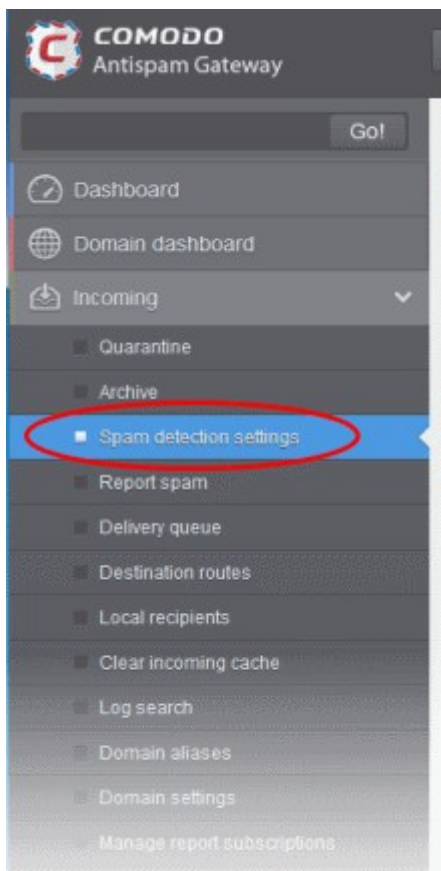 COMODO
Antispam Gateway
Go!
Dashboard
Domain dashboard
Incoming
Quarantine
Archive
Spam detection settings
Report spam
Delivery queue
Destination routes
Local recipients
Clear incoming cache
Log search
Domain aliases
Domain settings
Manage report subscriptions